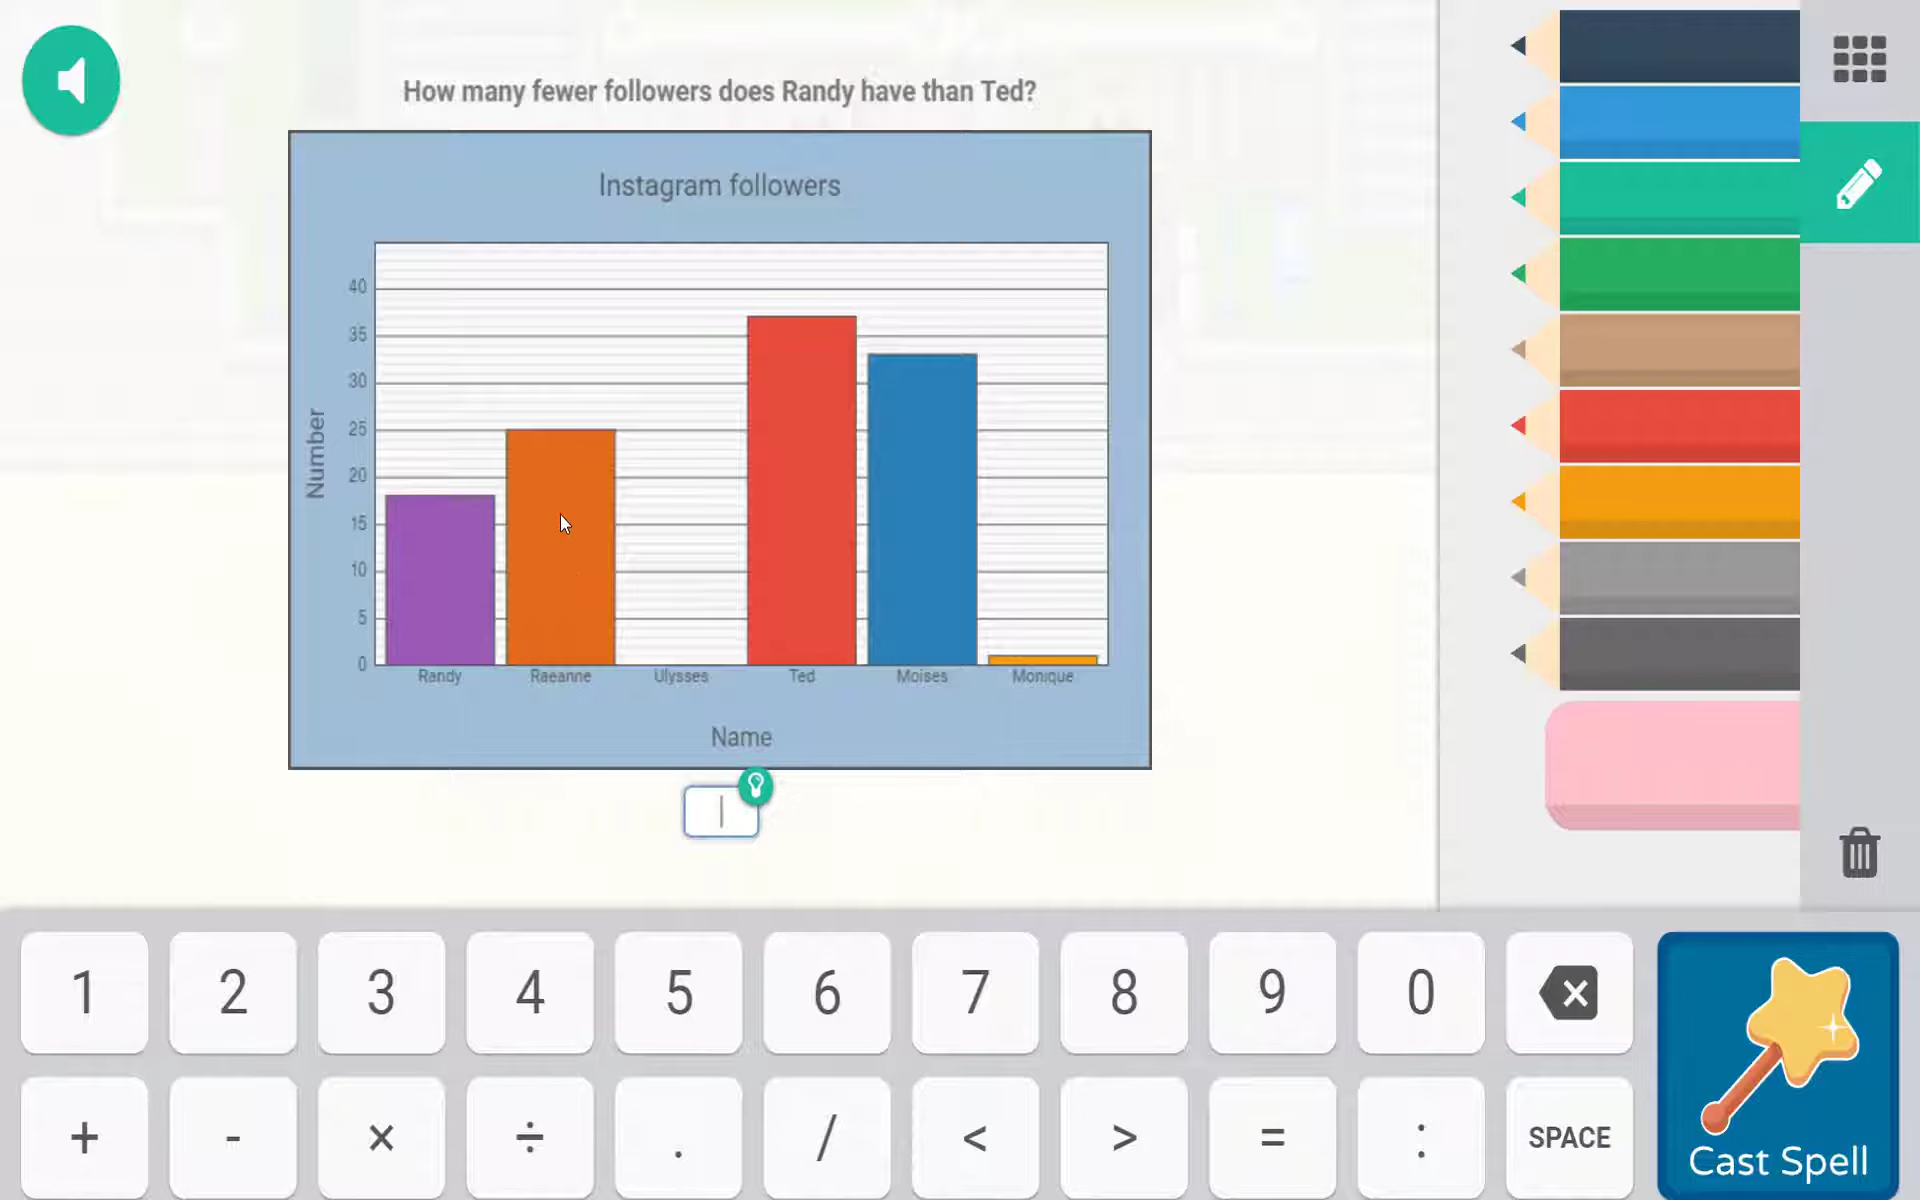 How many fewer followers does Randy have than Ted?
Instagram followers
40
35
30
25
20
15
10
5
0
Number
Randy Raeanne Ulysses Ted Moises Monique
Name
1 2 3 4 5 6 7 8 9 0
+ - × ÷ . / < > = : SPACE
Cast Spell